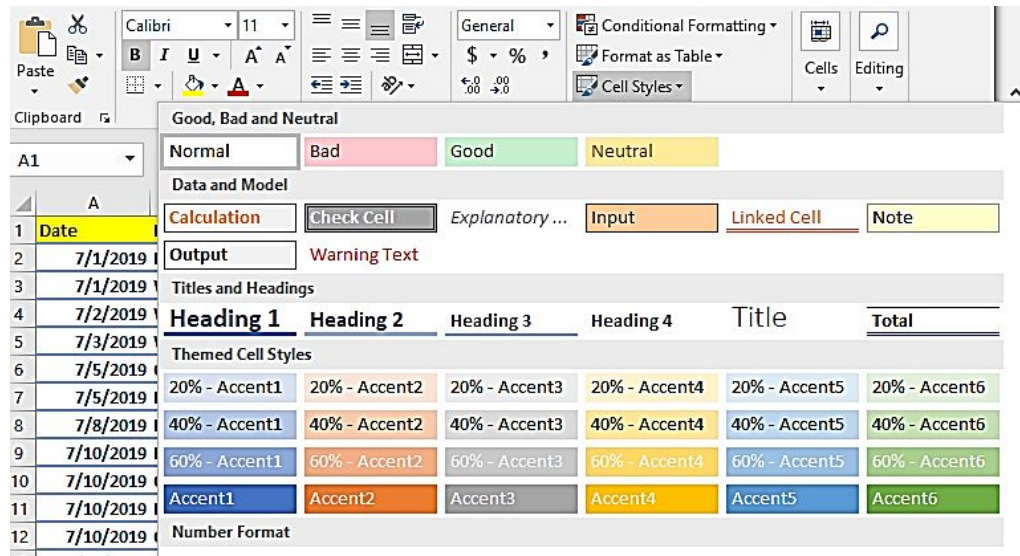 Calibri 11 General Conditional Formatting
Paste B I U A A $ % , Format as Table Cells Editing
A .00 .0 Cell Styles
Clipboard
Good, Bad and Neutral
A1 Normal Bad Good Neutral
Data and Model
A Calculation Check Cell Explanatory ... Input Linked Cell Note
1 Date
2 7/1/2019 Output Warning Text
3 7/1/2019 Titles and Headings
4 7/2/2019 Heading 1 Heading 2 Heading 3 Heading 4 Title Total
5 7/3/2019 Themed Cell Styles
6 7/5/2019 20% - Accent1 20% - Accent2 20% - Accent3 20% - Accent4 20% - Accent5 20% - Accent6
7 7/5/2019
8 7/8/2019 40% - Accent1 40% - Accent2 40% - Accent3 40% - Accent4 40% - Accent5 40% - Accent6
9 7/10/2019 60% - Accent1 60% - Accent2 60% - Accent3 60% - Accent4 60% - Accent5 60% - Accent6
10 7/10/2019
11 7/10/2019 Accent1 Accent2 Accent3 Accent4 Accent5 Accent6
12 7/10/2019 Number Format